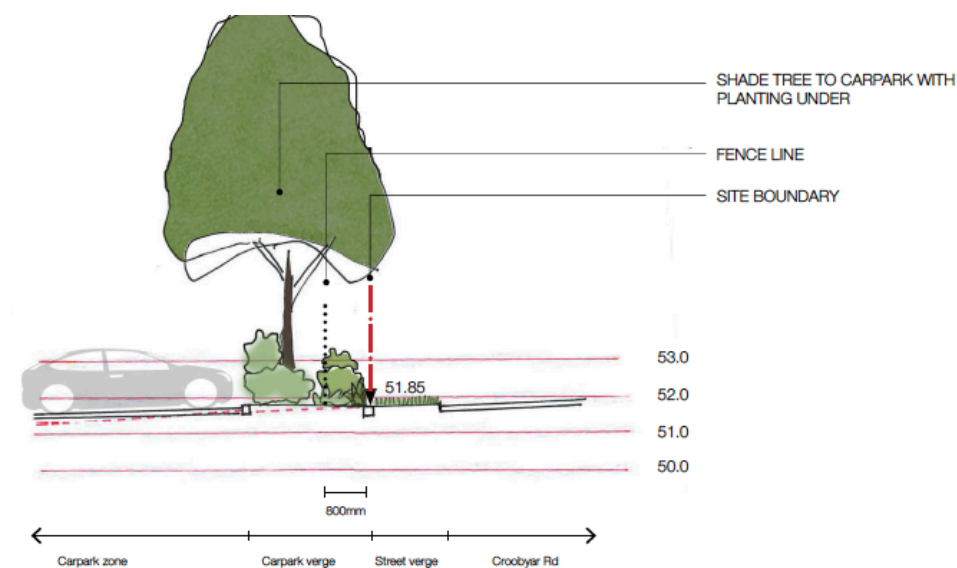 SHADE TREE TO CARPARK WITH
PLANTING UNDER
FENCE LINE
SITE BOUNDARY
53.0
51.85
52.0
51.0
50.0
800mm
Carpark zone
Carpark verge
Street verge
Croobyar Rd